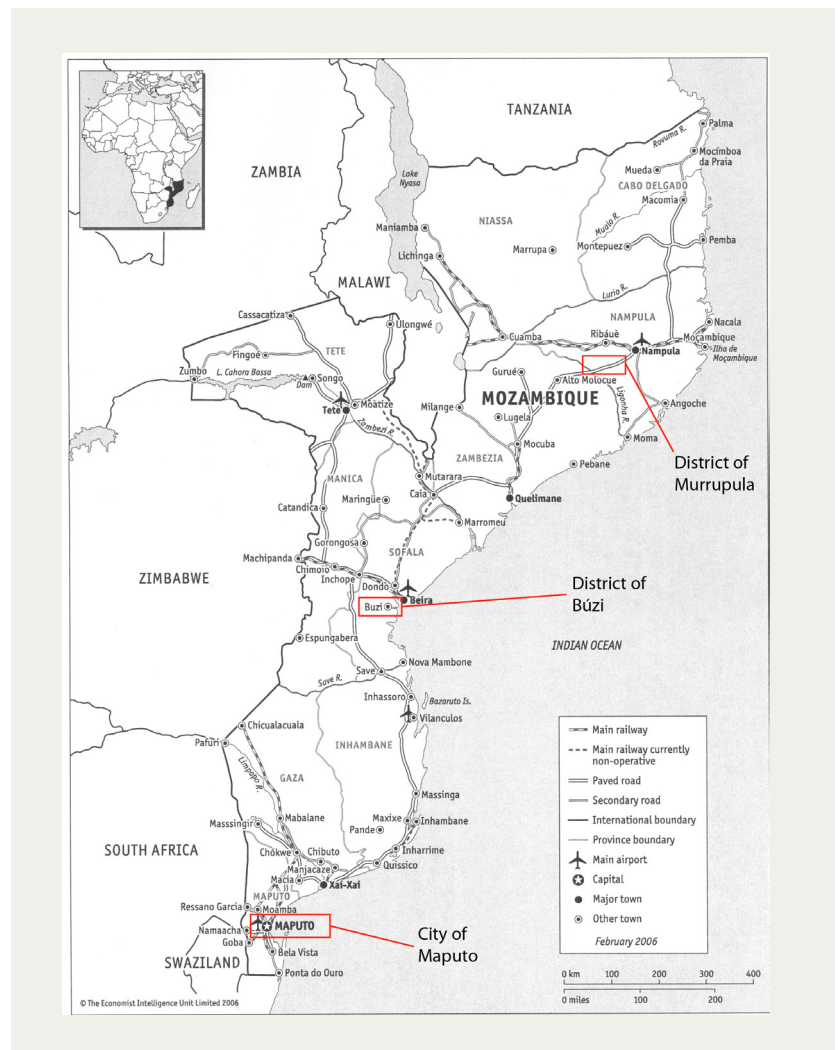 TANZANIA
Palma
Rovuma R.
Mocímboa
da Praia
ZAMBIA
Lake
Nyasa
Mueda
CABO DELGADO
Macomia
NIASSA
Mualo R.
Maniamba
Marrupa
Montepuez
Pemba
Lichinga
MALAWI
Lurio R.
NAMPULA
Cassacatiza
Ulongwé
Nacala
Cuamba
Ribáuè
Moçambique
Nampula
Ilha de
Moçambique
TETE
Fingoé
Zumbo
L. Cahora Bassa
Songo
Dam
Gurué
Alto Molocue
MOZAMBIQUE
Ligonha R.
Moatize
Tete
Milange
Angoche
Zambezi R.
Lugela
Mocuba
Moma
ZAMBEZIA
Pebane
District of
Murrupula
MANICA
Mutarara
Maringüe
Caia
Quelimane
Catandica
Marromeu
Gorongosa
SOFALA
Machipanda
Chimoio
Inchope
ZIMBABWE
Dondo
Beira
Buzi
District of
Búzi
Espungabera
INDIAN OCEAN
Nova Mambone
Save
Save R.
Inhassoro
Bazaruto Is.
Vilanculos
Chicualacuala
Pafuri
INHAMBANE
Limpopo R.
GAZA
Massinga
Mabalane
Masssingir
Maxixe
Inhambane
Pande
SOUTH AFRICA
Chókwe
Chibuto
Inharrime
Manjacaze
Quissico
Macia
Xai-Xai
MAPUTO
Ressano Garcia
Moamba
MAPUTO
Namaacha
Goba
City of
Maputo
Bela Vista
SWAZILAND
Ponta do Ouro
Main railway
Main railway currently
non-operative
Paved road
Secondary road
International boundary
Province boundary
Main airport
Capital
Major town
Other town
February 2006
0 km 100 200 300 400
0 miles 100 200
© The Economist Intelligence Unit Limited 2006